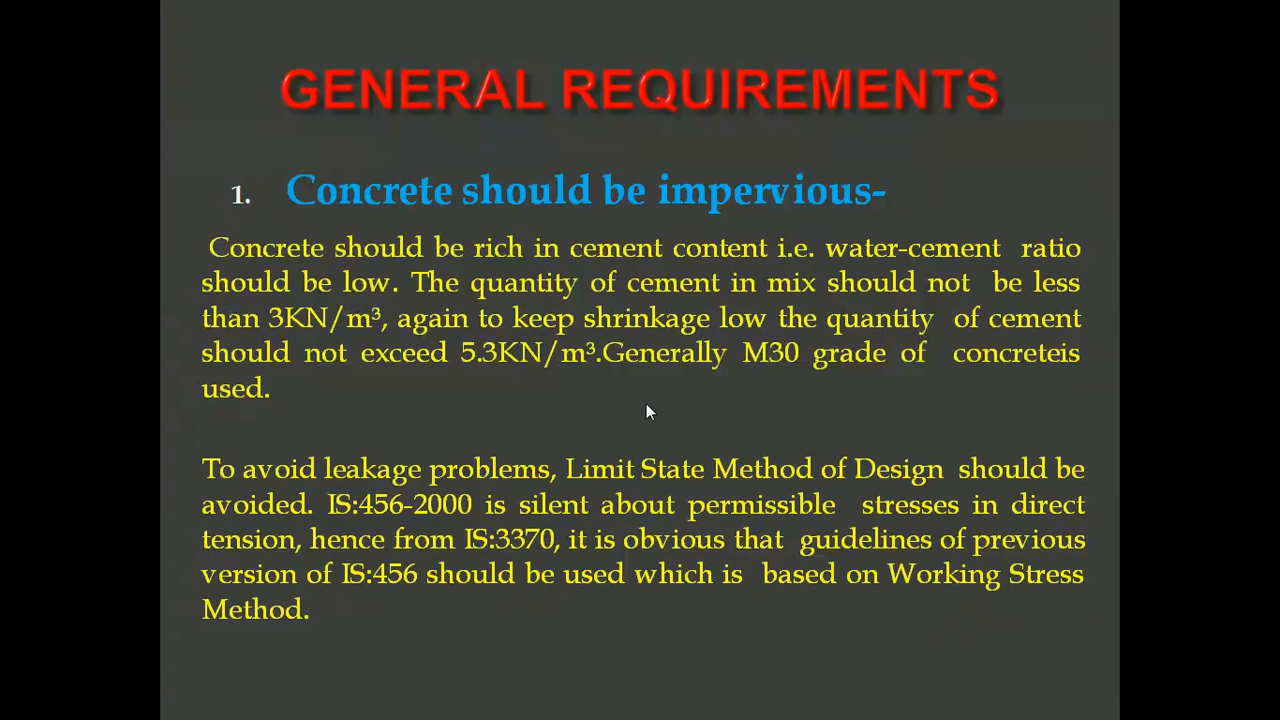 GENERAL REQUIREMENTS
1. Concrete should be impervious-
Concrete should be rich in cement content i.e. water-cement ratio
should be low. The quantity of cement in mix should not be less
than 3KN/m³, again to keep shrinkage low the quantity of cement
should not exceed 5.3KN/m³.Generally M30 grade of concreteis
used.
To avoid leakage problems, Limit State Method of Design should be
avoided. IS:456-2000 is silent about permissible stresses in direct
tension, hence from IS:3370, it is obvious that guidelines of previous
version of IS:456 should be used which is based on Working Stress
Method.